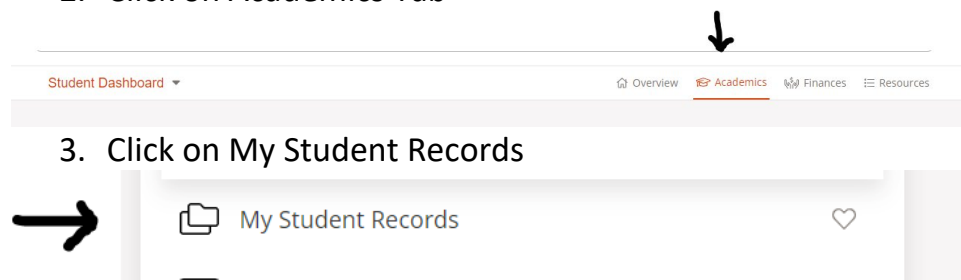 Student Dashboard
Overview Academics Finances Resources
3. Click on My Student Records
My Student Records